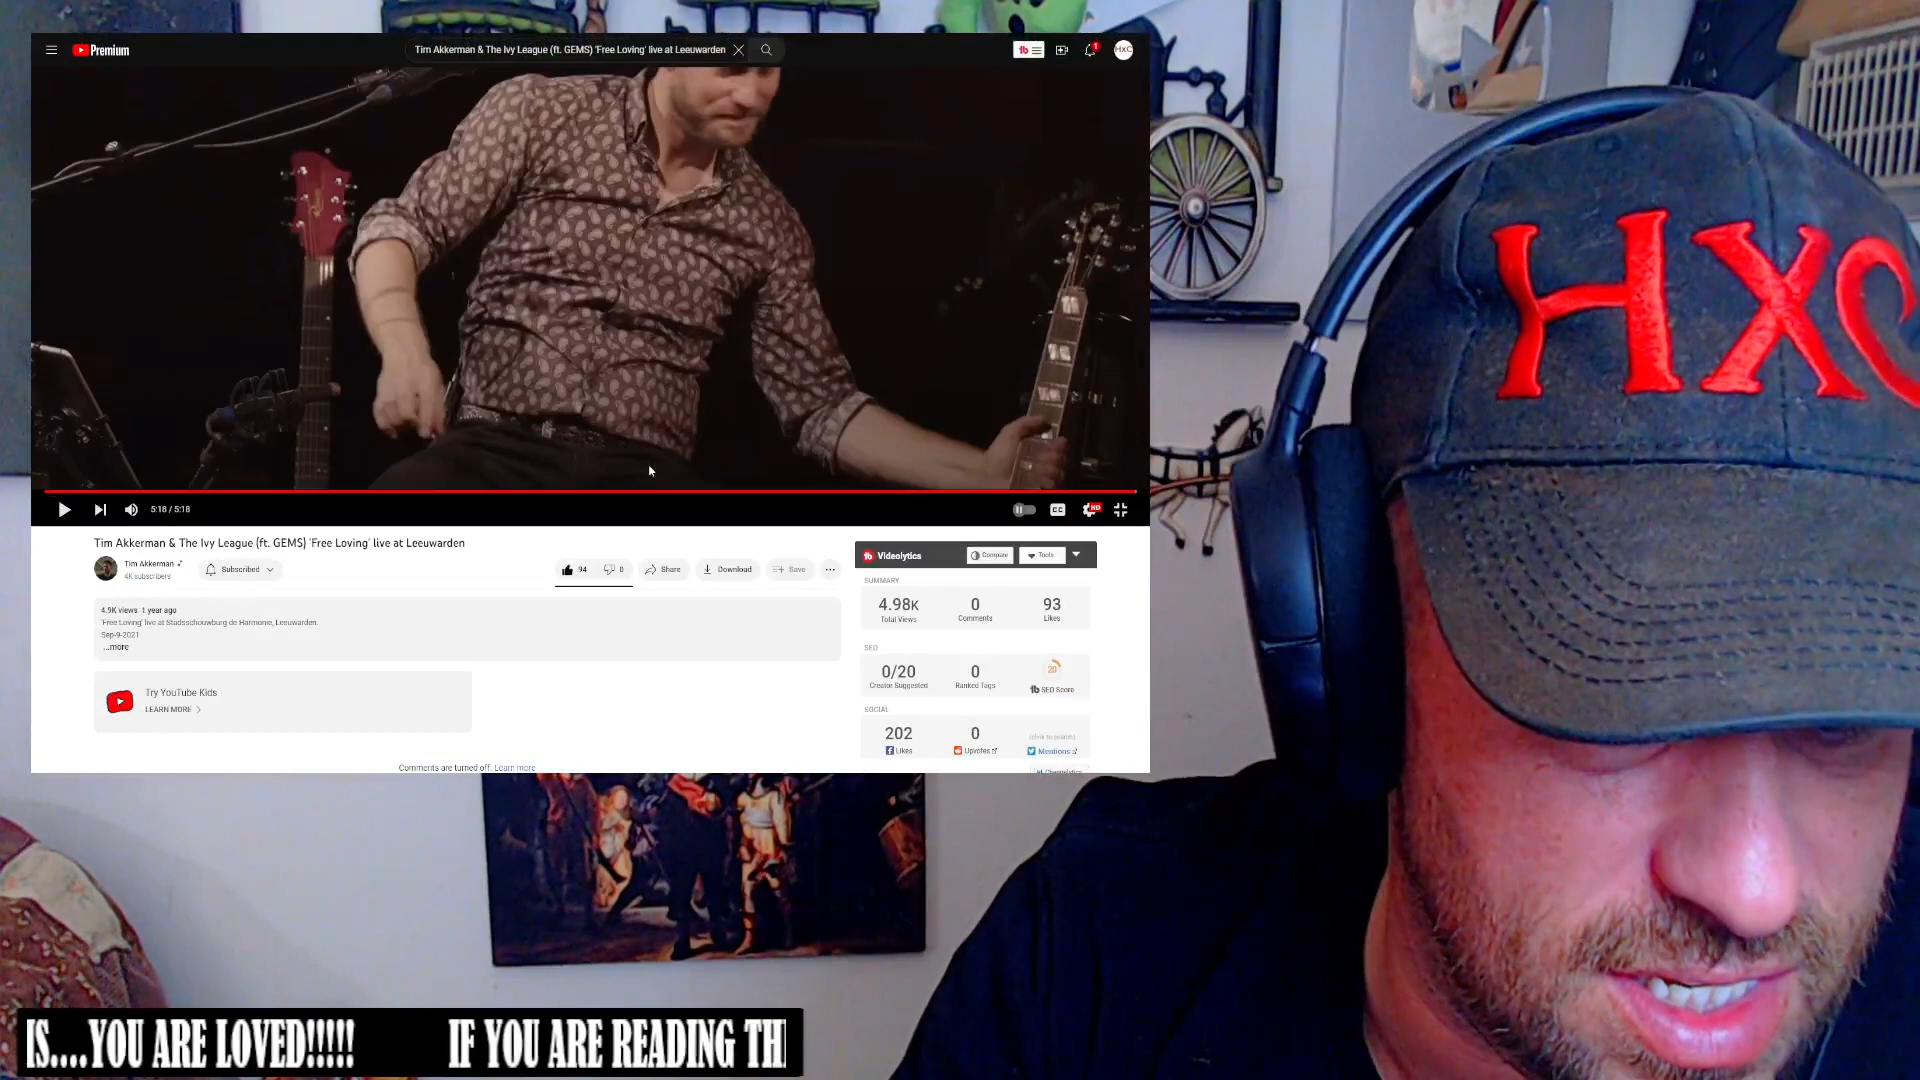 Premium
Tim Akkerman & The Ivy League (ft. GEMS) 'Free Loving' live at Leeuwarden
1
HxC
5:18 / 5:18
CC
HD
Tim Akkerman & The Ivy League (ft. GEMS) 'Free Loving' live at Leeuwarden
Tim Akkerman
4K subscribers
Subscribed
94
0
Share
Download
Save
4.9K views 1 year ago
'Free Loving' live at Stadsschouwburg de Harmonie, Leeuwarden.
Sep-9-2021
...more
Try YouTube Kids
LEARN MORE
Comments are turned off. Learn more
Videolytics
Compare
Tools
SUMMARY
4.98K
Total Views
0
Comments
93
Likes
SEO
0/20
Creator Suggested
0
Ranked Tags
20
SEO Score
SOCIAL
202
Likes
0
Upvotes
Mentions
HXC
IS....YOU ARE LOVED!!!!! IF YOU ARE READING TH